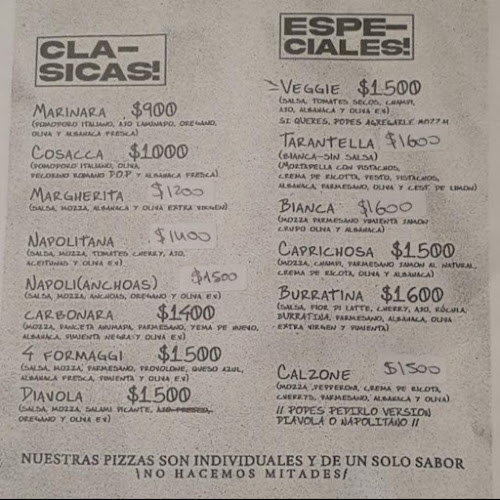 CLA-
SICAS!
MARINARA $900
(POMODORO ITALIANO, AJO LAMINADO, OREGANO,
OLIVA Y ALBAHACA FRESCA)
COSACCA $1000
(POMODORO ITALIANO, OLIVA,
PECORINO ROMANO D.O.P Y ALBAHACA FRESCA)
MARGHERITA $1200
(SALSA, MOZZA, ALBAHACA Y OLIVA EXTRA VIRGEN)
NAPOLITANA $1400
(SALSA, MOZZA, TOMATES CHERRY, AJO,
ACEITUNAS Y OLIVA EV)
NAPOLI(ANCHOAS) $1500
(SALSA, MOZZA, ANCHOAS, OREGANO Y OLIVA EV)
CARBONARA $1400
(MOZZA, PANCETA AHUMADA, PARMESANO, YEMA DE HUEVO,
ALBAHACA, PIMIENTA NEGRA Y OLIVA EV)
4 FORMAGGI $1500
(SALSA, MOZZA, PARMESANO, PROVOLONE, QUESO AZUL,
ALBAHACA FRESCA, PIMIENTA Y OLIVA EV)
DIAVOLA $1500
(SALSA, MOZZA, SALAMI PICANTE,
OREGANO Y OLIVA EV)
ESPE-
CIALES!
VEGGIE $1500
(SALSA, TOMATES SECOS, CHAMPI,
AJO, ALBAHACA Y OLIVA EV)
SI QUERES, PODES AGREGARLE MOZZA
TARANTELLA $1600
(BIANCA-SIN SALSA)
(MORTADELLA CON PISTACHOS,
CREMA DE RICOTA, PESTO, PISTACHOS,
ALBAHACA, PARMESANO, OLIVA Y CEST. DE LIMON)
BIANCA $1600
(MOZZA PARMESANO PIMIENTA JAMON
CRUDO OLIVA Y ALBAHACA)
CAPRICHOSA $1500
(MOZZA, CHAMPI, PARMESANO JAMON AL NATURAL,
CREMA DE RICOTA, OLIVA Y ALBAHACA)
BURRATINA $1600
(SALSA, FIOR DI LATTE, CHERRY, AJO, RÚCULA,
BURRATINA, PARMESANO, ALBAHACA, OLIVA
EXTRA VIRGEN Y PIMIENTA)
CALZONE $1500
(MOZZA, PEPPERONI, CREMA DE RICOTA,
CHERRYS, PARMESANO, ALBAHACA Y OLIVA)
// PODES PEDIRLO VERSION
DIAVOLA O NAPOLITANO //
NUESTRAS PIZZAS SON INDIVIDUALES Y DE UN SOLO SABOR
\NO HACEMOS MITADES/